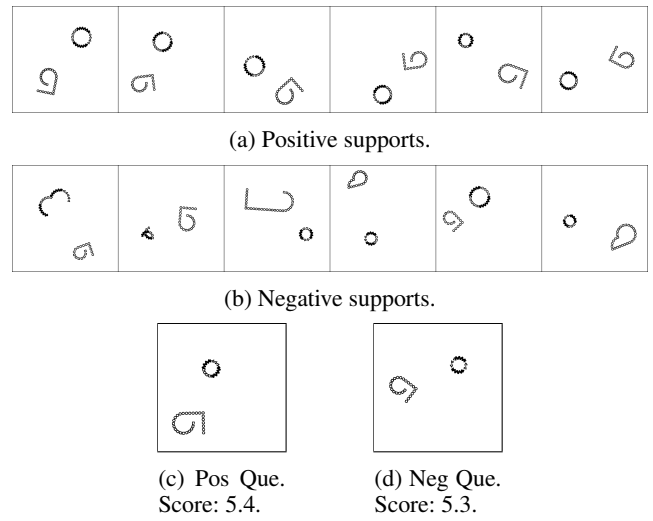 (a) Positive supports.
(b) Negative supports.
(c) Pos Que.
Score: 5.4.
(d) Neg Que.
Score: 5.3.